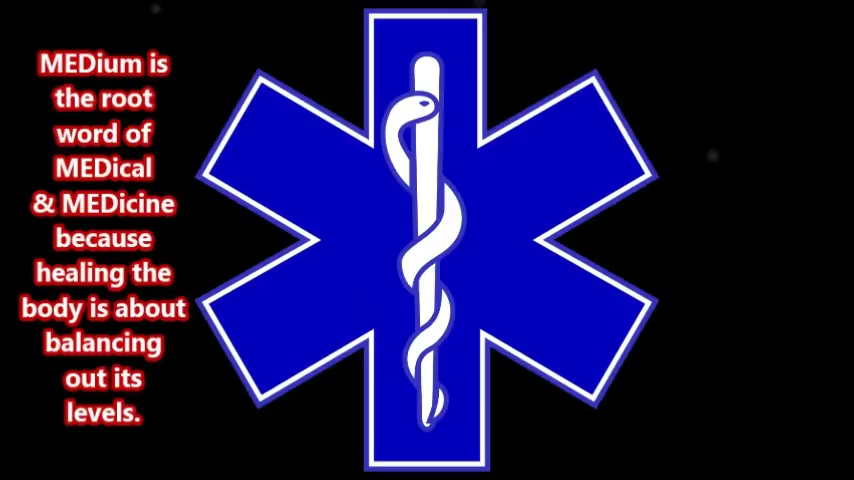 MEDium is
the root
word of
MEDical
& MEDicine
because
healing the
body is about
balancing
out its
levels.